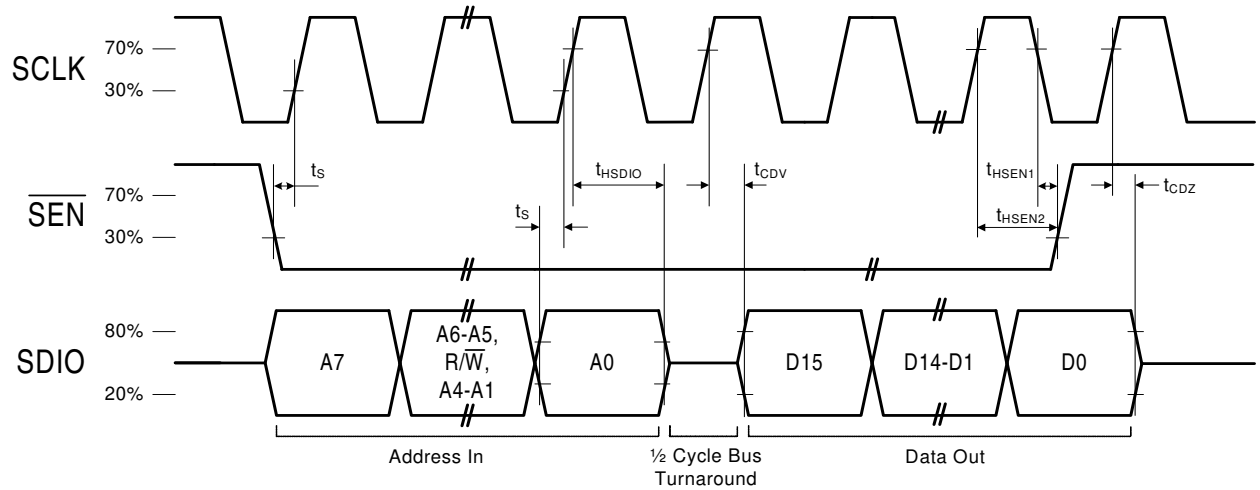 SCLK
70%
30%
SEN
70%
30%
tS
tS
tHSDIO
tCDV
tHSEN1
tHSEN2
tCDZ
SDIO
80%
20%
A7
A6-A5,
R/W,
A4-A1
A0
D15
D14-D1
D0
Address In
½ Cycle Bus
Turnaround
Data Out